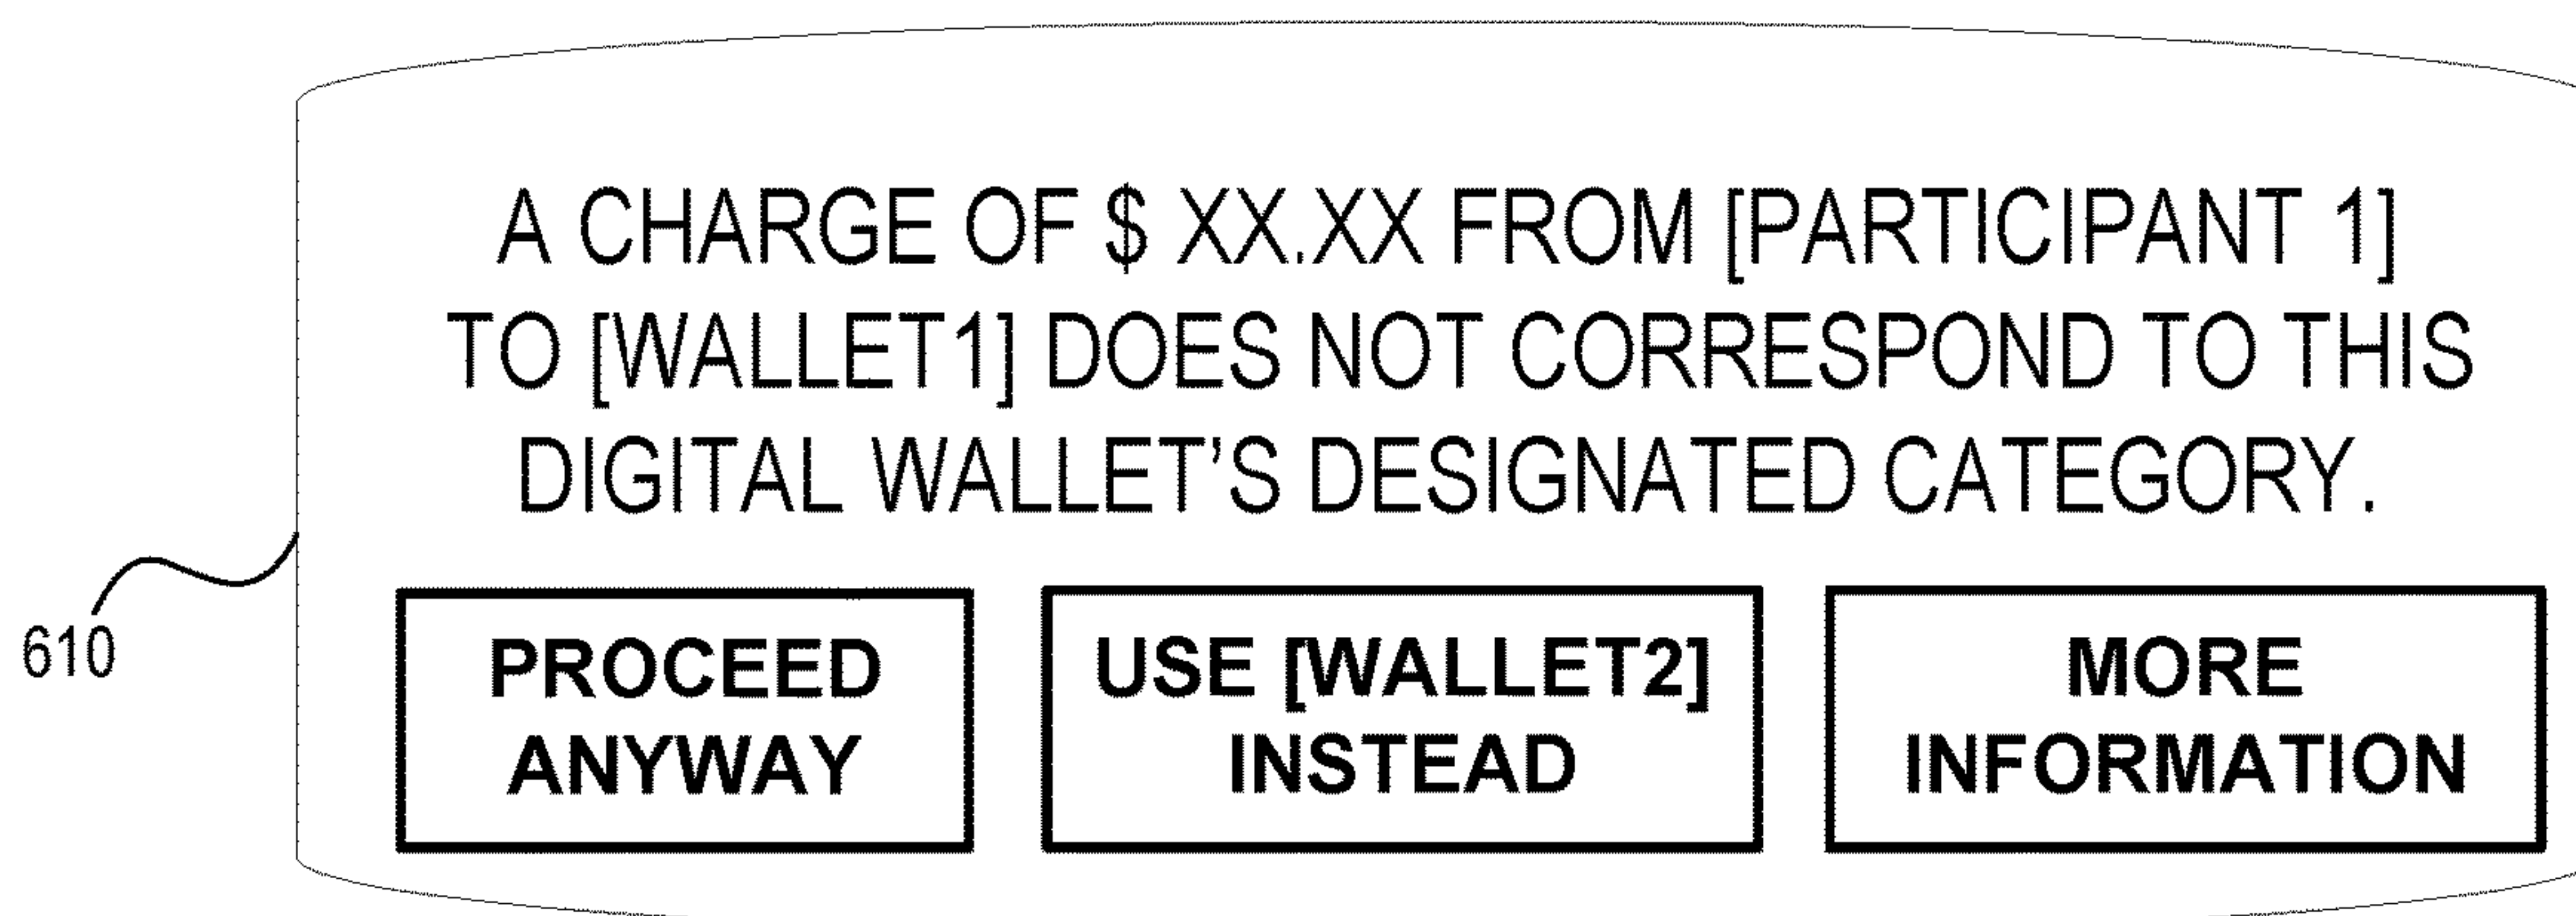 A CHARGE OF $ XX.XX FROM [PARTICIPANT 1]
TO [WALLET1] DOES NOT CORRESPOND TO THIS
DIGITAL WALLET’S DESIGNATED CATEGORY.
610
PROCEED
ANYWAY
USE [WALLET2]
INSTEAD
MORE
INFORMATION